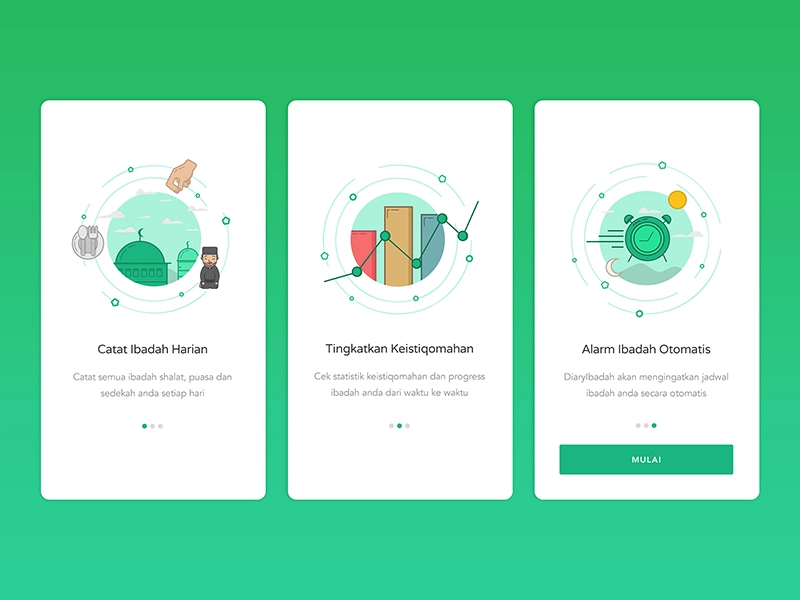 Catat Ibadah Harian
Catat semua ibadah shalat, puasa dan
sedekah anda setiap hari
Tingkatkan Keistiqomahan
Cek statistik keistiqomahan dan progress
ibadah anda dari waktu ke waktu
Alarm Ibadah Otomatis
DiaryIbadah akan mengingatkan jadwal
ibadah anda secara otomatis
MULAI